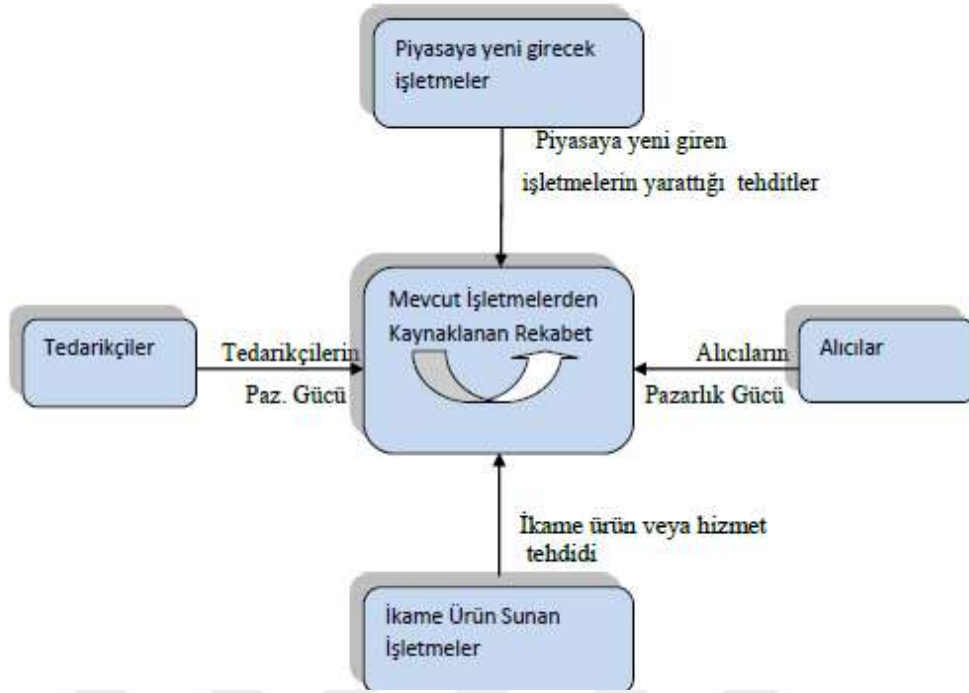 Piyasaya yeni girecek
işletmeler
Piyasaya yeni giren
işletmelerin yarattığı tehditler
Mevcut İşletmelerden
Kaynaklanan Rekabet
Tedarikçiler
Tedarikçilerin
Paz. Gücü
Alıcıların
Pazarlık Gücü
Alıcılar
İkame ürün veya hizmet
tehdidi
İkame Ürün Sunan
İşletmeler